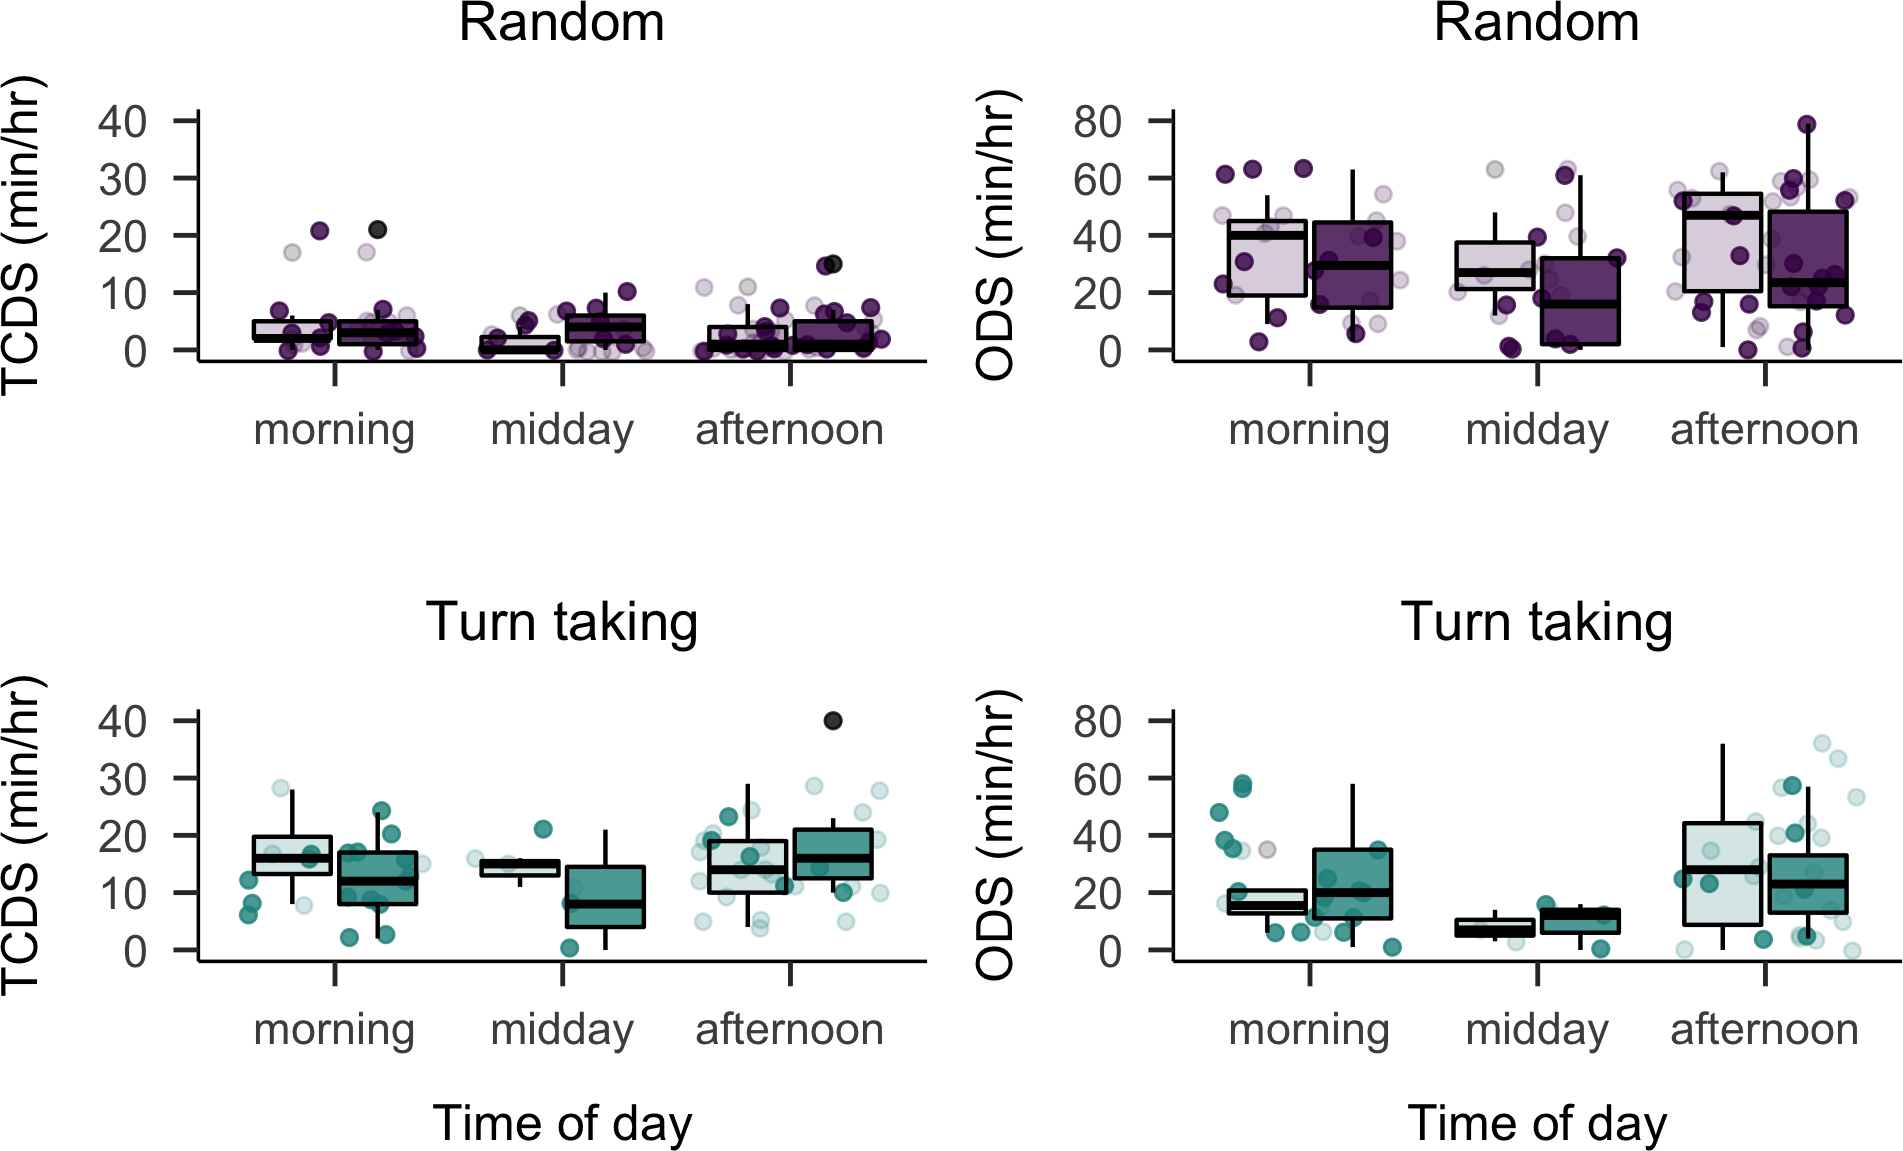 Random
TCDS (min/hr)
40
30
20
10
0
morning midday afternoon
Random
ODS (min/hr)
80
60
40
20
0
morning midday afternoon
Turn taking
TCDS (min/hr)
40
30
20
10
0
morning midday afternoon
Time of day
Turn taking
ODS (min/hr)
80
60
40
20
0
morning midday afternoon
Time of day